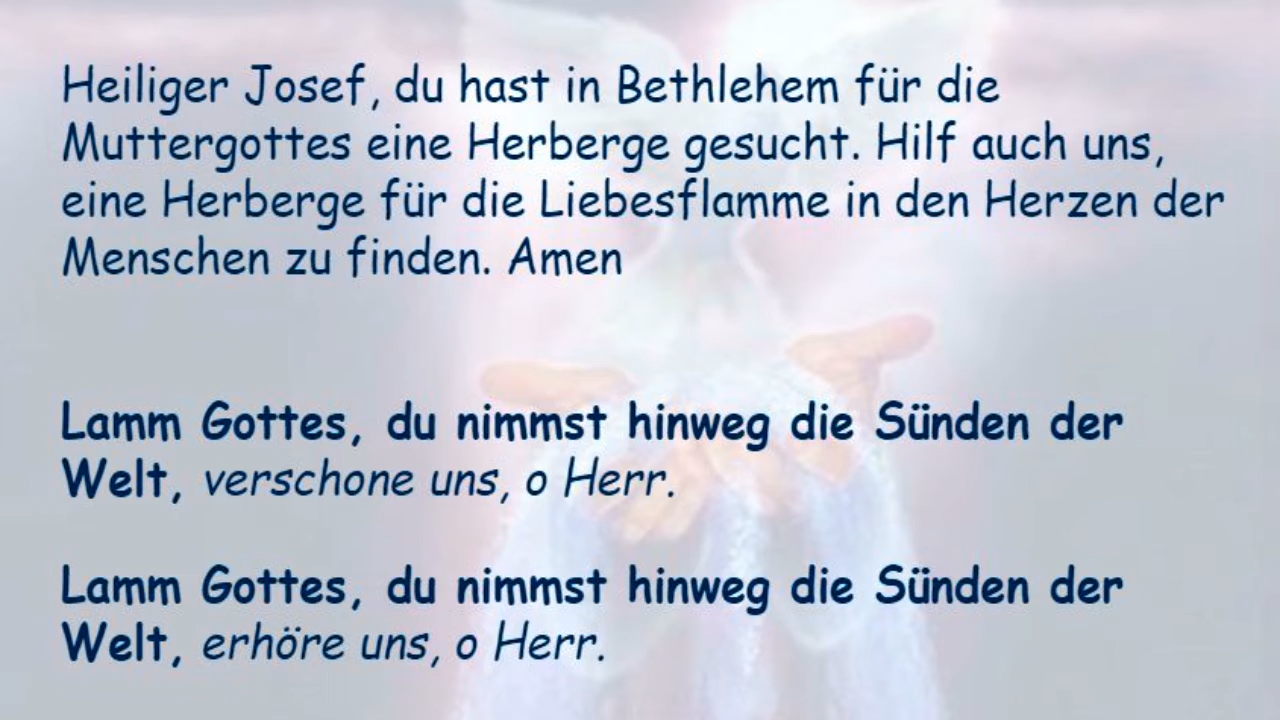 Heiliger Josef, du hast in Bethlehem für die
Muttergottes eine Herberge gesucht. Hilf auch uns,
eine Herberge für die Liebesflamme in den Herzen der
Menschen zu finden. Amen
Lamm Gottes, du nimmst hinweg die Sünden der
Welt, verschone uns, o Herr.
Lamm Gottes, du nimmst hinweg die Sünden der
Welt, erhöre uns, o Herr.